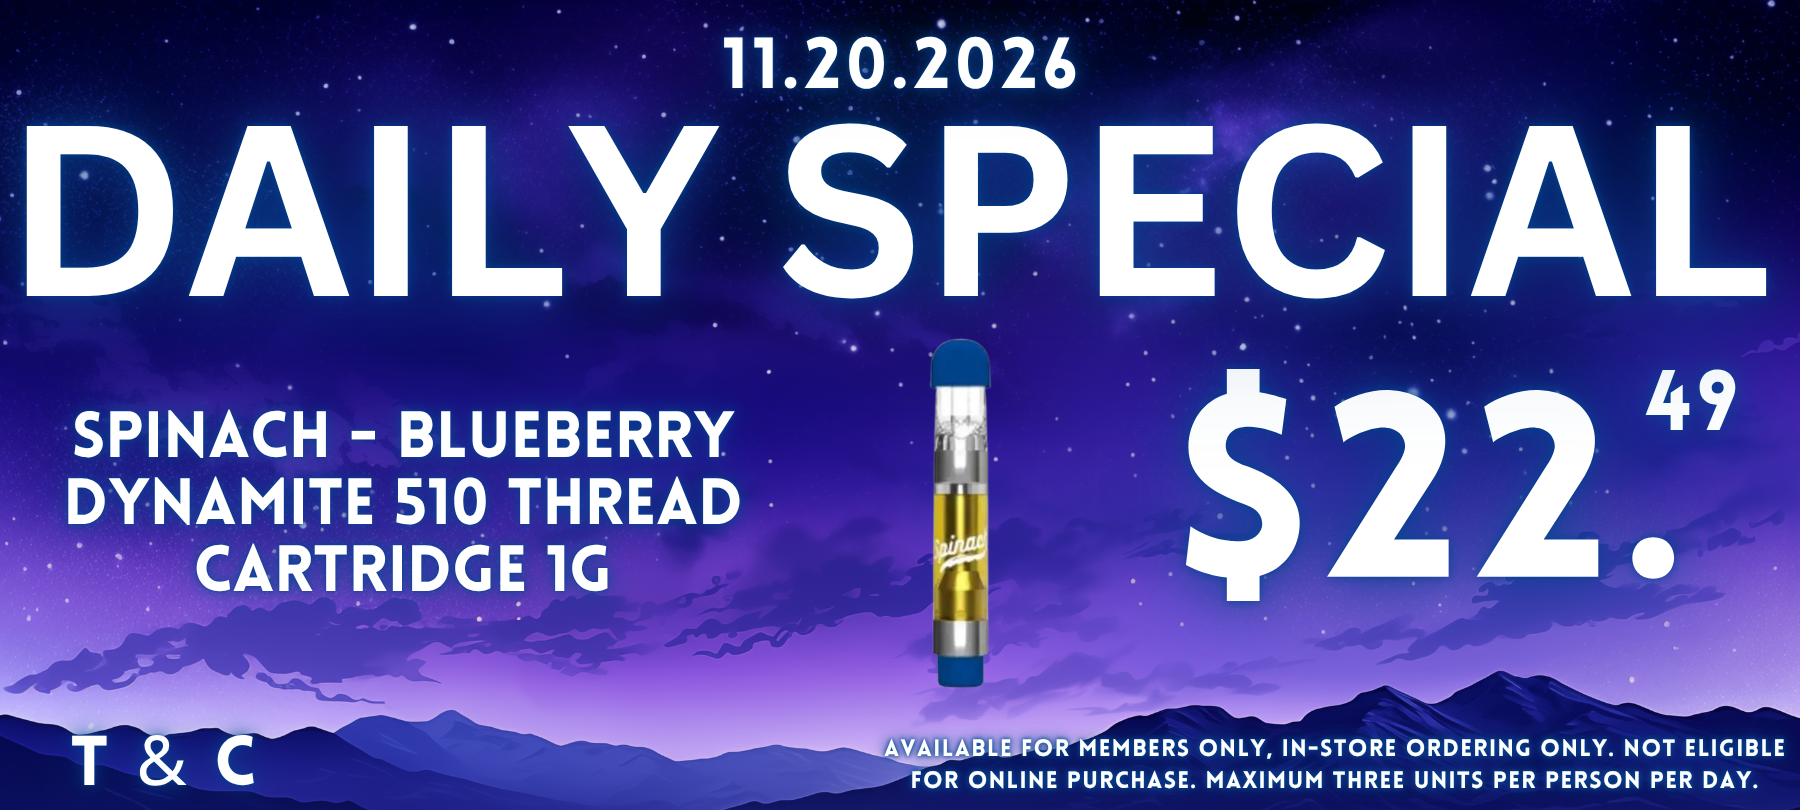 11.20.2026
DAILY SPECIAL
SPINACH - BLUEBERRY
DYNAMITE 510 THREAD
CARTRIDGE 1G
Spinach
$22.49
T & C
AVAILABLE FOR MEMBERS ONLY, IN-STORE ORDERING ONLY. NOT ELIGIBLE
FOR ONLINE PURCHASE. MAXIMUM THREE UNITS PER PERSON PER DAY.